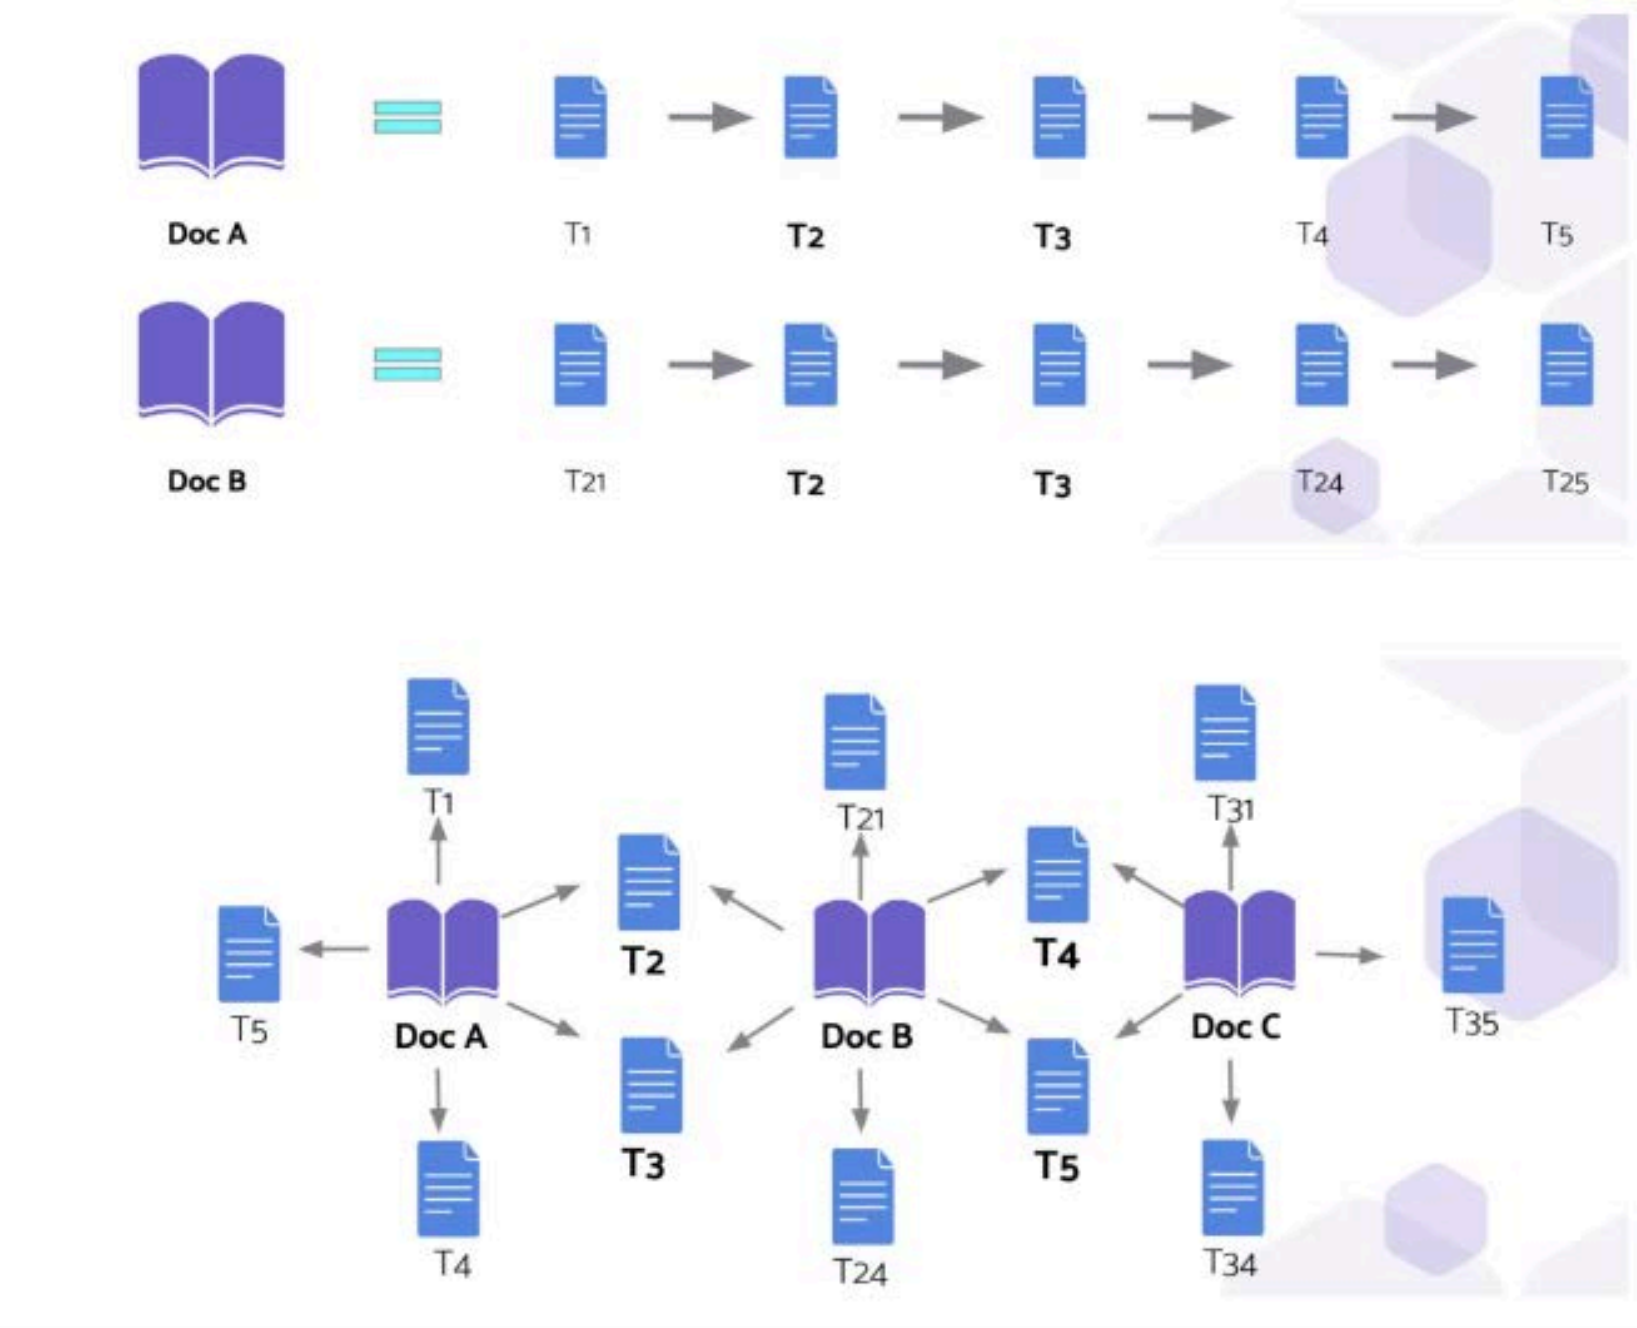 Doc A T1 T2 T3 T4 T5
Doc B T21 T2 T3 T24 T25
T1 T21 T31
T2 T4
T5 Doc A Doc B Doc C T35
T3 T5
T4 T24 T34